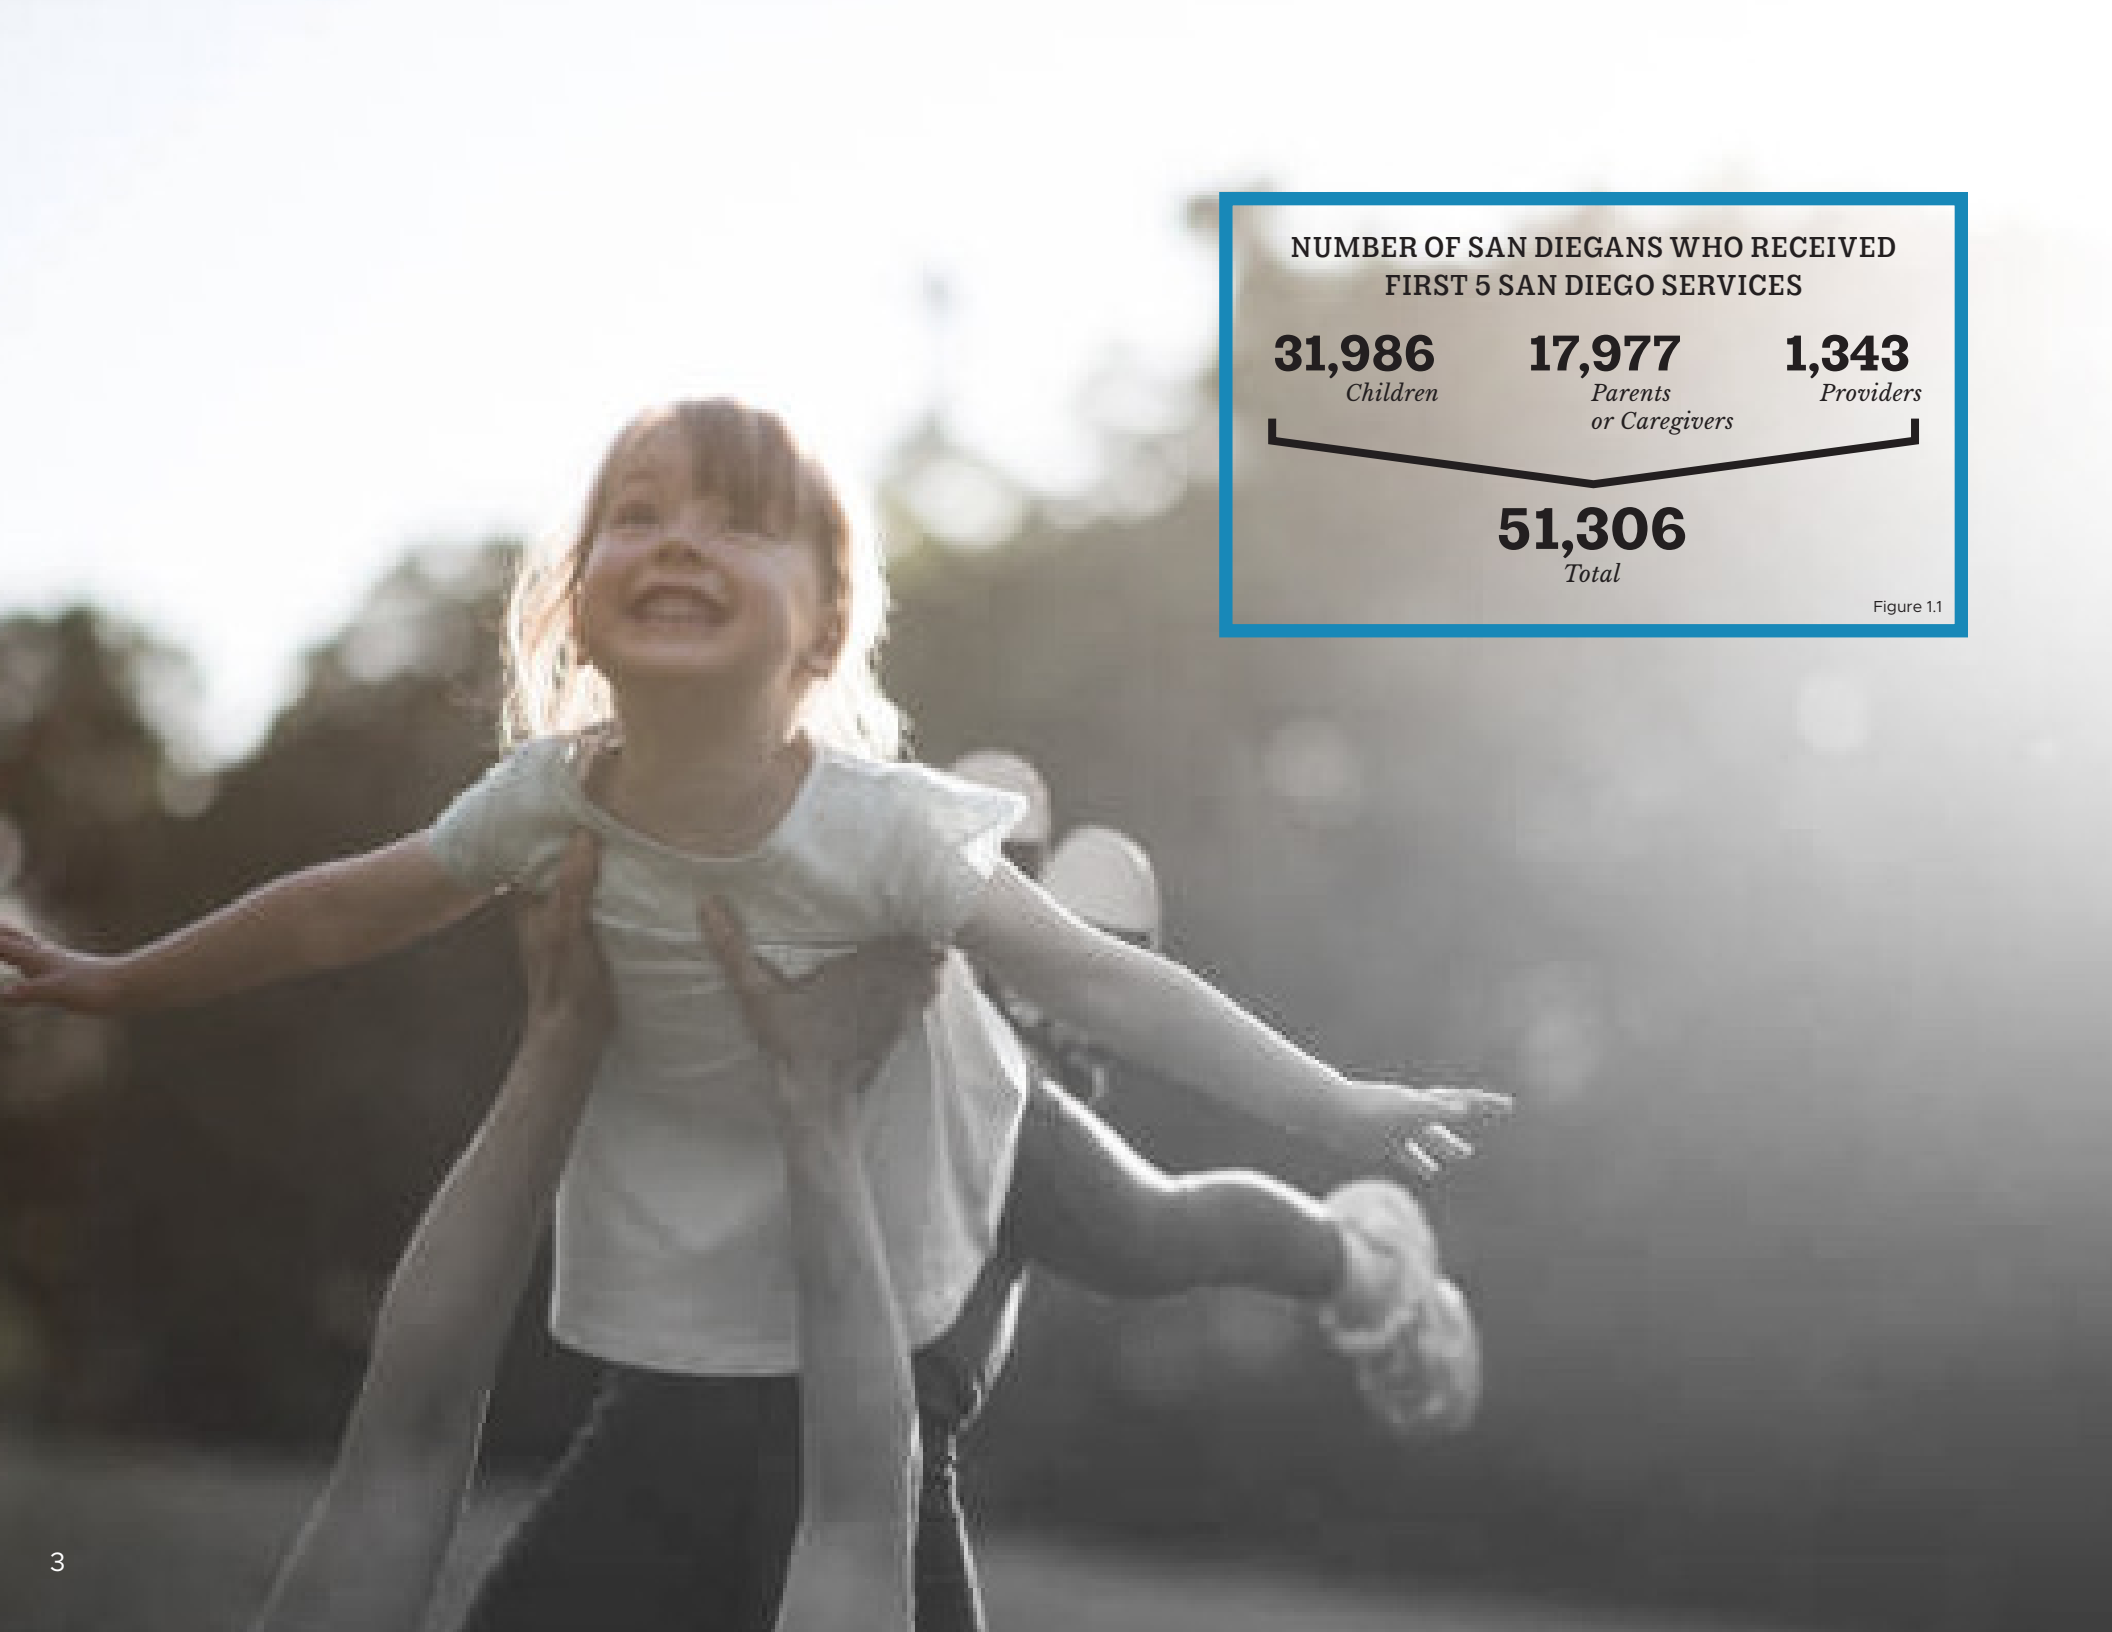 NUMBER OF SAN DIEGANS WHO RECEIVED
FIRST 5 SAN DIEGO SERVICES
31,986 17,977 1,343
Children Parents Providers
or Caregivers
51,306
Total
Figure 1.1
3